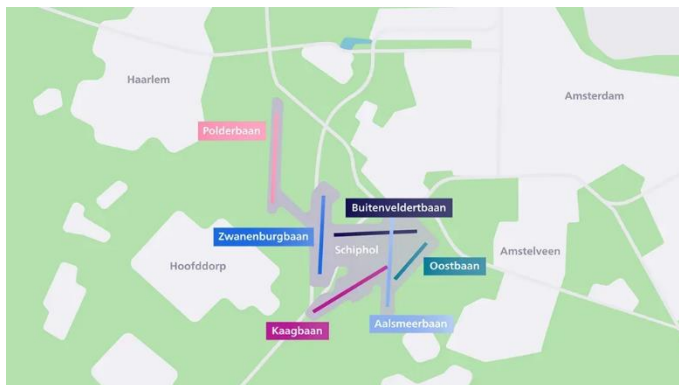 Haarlem
Amsterdam
Polderbaan
Buitenveldertbaan
Zwanenburgbaan
Schiphol
Amstelveen
Hoofddorp
Oostbaan
Kaagbaan
Aalsmeerbaan